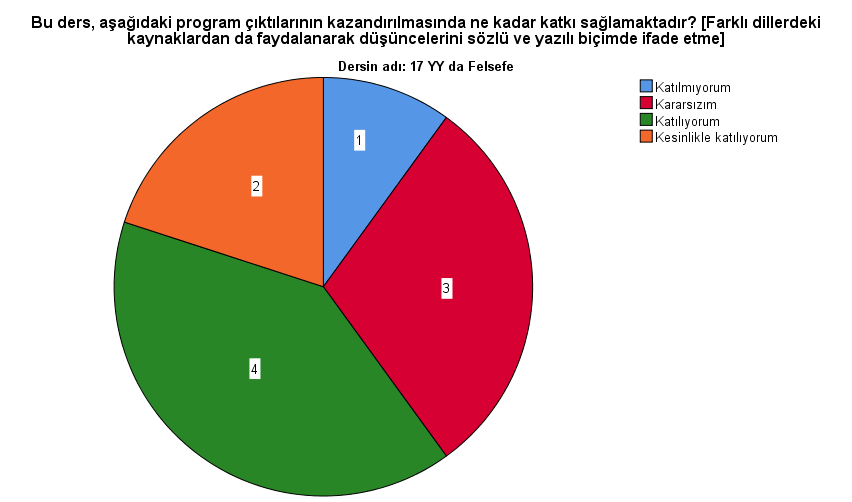 Bu ders, aşağıdaki program çıktılarının kazandırılmasında ne kadar katkı sağlamaktadır? [Farklı dillerdeki
kaynaklardan da faydalanarak düşüncelerini sözlü ve yazılı biçimde ifade etme]
Dersin adı: 17 YY da Felsefe
Katılmıyorum
Kararsızım
Katılıyorum
Kesinlikle katılıyorum
1
2
3
4